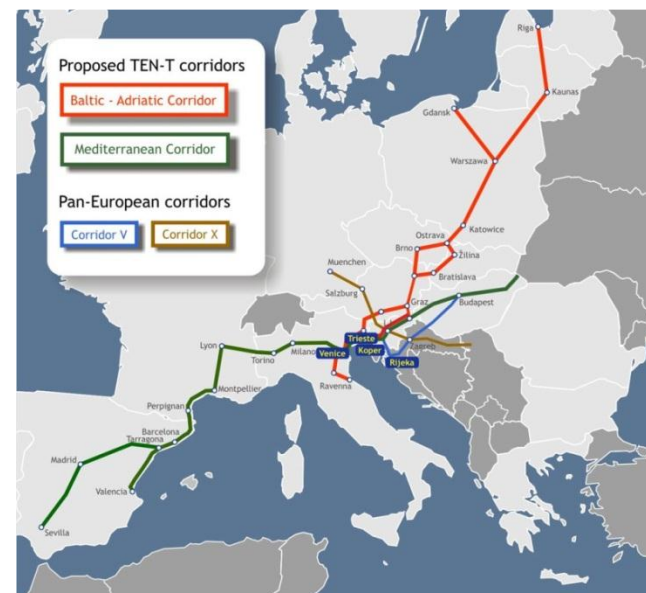 Proposed TEN-T corridors
Baltic - Adriatic Corridor
Mediterranean Corridor
Pan-European corridors
Corridor V
Corridor X
Riga
Kaunas
Gdansk
Warszawa
Katowice
Ostrava
Brno
Žilina
Bratislava
Muenchen
Salzburg
Graz
Budapest
Trieste
Venice
Koper
Zagreb
Rijeka
Lyon
Torino
Milano
Ravenna
Montpellier
Perpignan
Barcelona
Tarragona
Madrid
Valencia
Sevilla